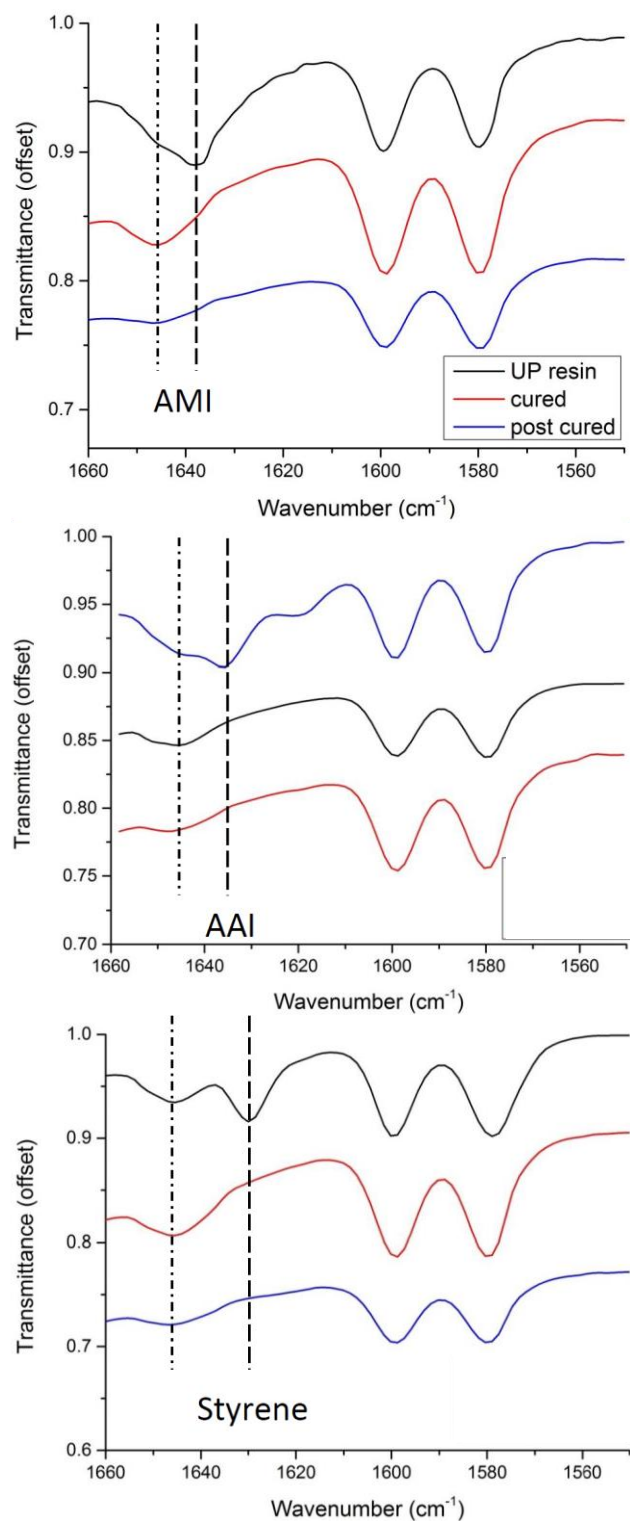 1.0
0.9
0.8
0.7
Transmittance (offset)
AMI
UP resin
cured
post cured
1660 1640 1620 1600 1580 1560
Wavenumber (cm⁻¹)
1.00
0.95
0.90
0.85
0.80
0.75
0.70
Transmittance (offset)
AAI
1660 1640 1620 1600 1580 1560
Wavenumber (cm⁻¹)
1.0
0.9
0.8
0.7
0.6
Transmittance (offset)
Styrene
1660 1640 1620 1600 1580 1560
Wavenumber (cm⁻¹)